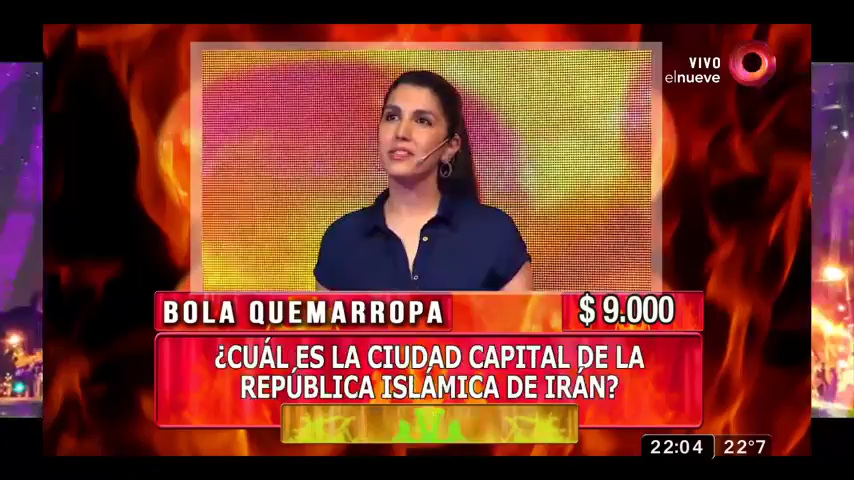 VIVO
elnueve
BOLA QUEMARROPA
$ 9.000
¿CUÁL ES LA CIUDAD CAPITAL DE LA
REPÚBLICA ISLÁMICA DE IRÁN?
22:04
22°7